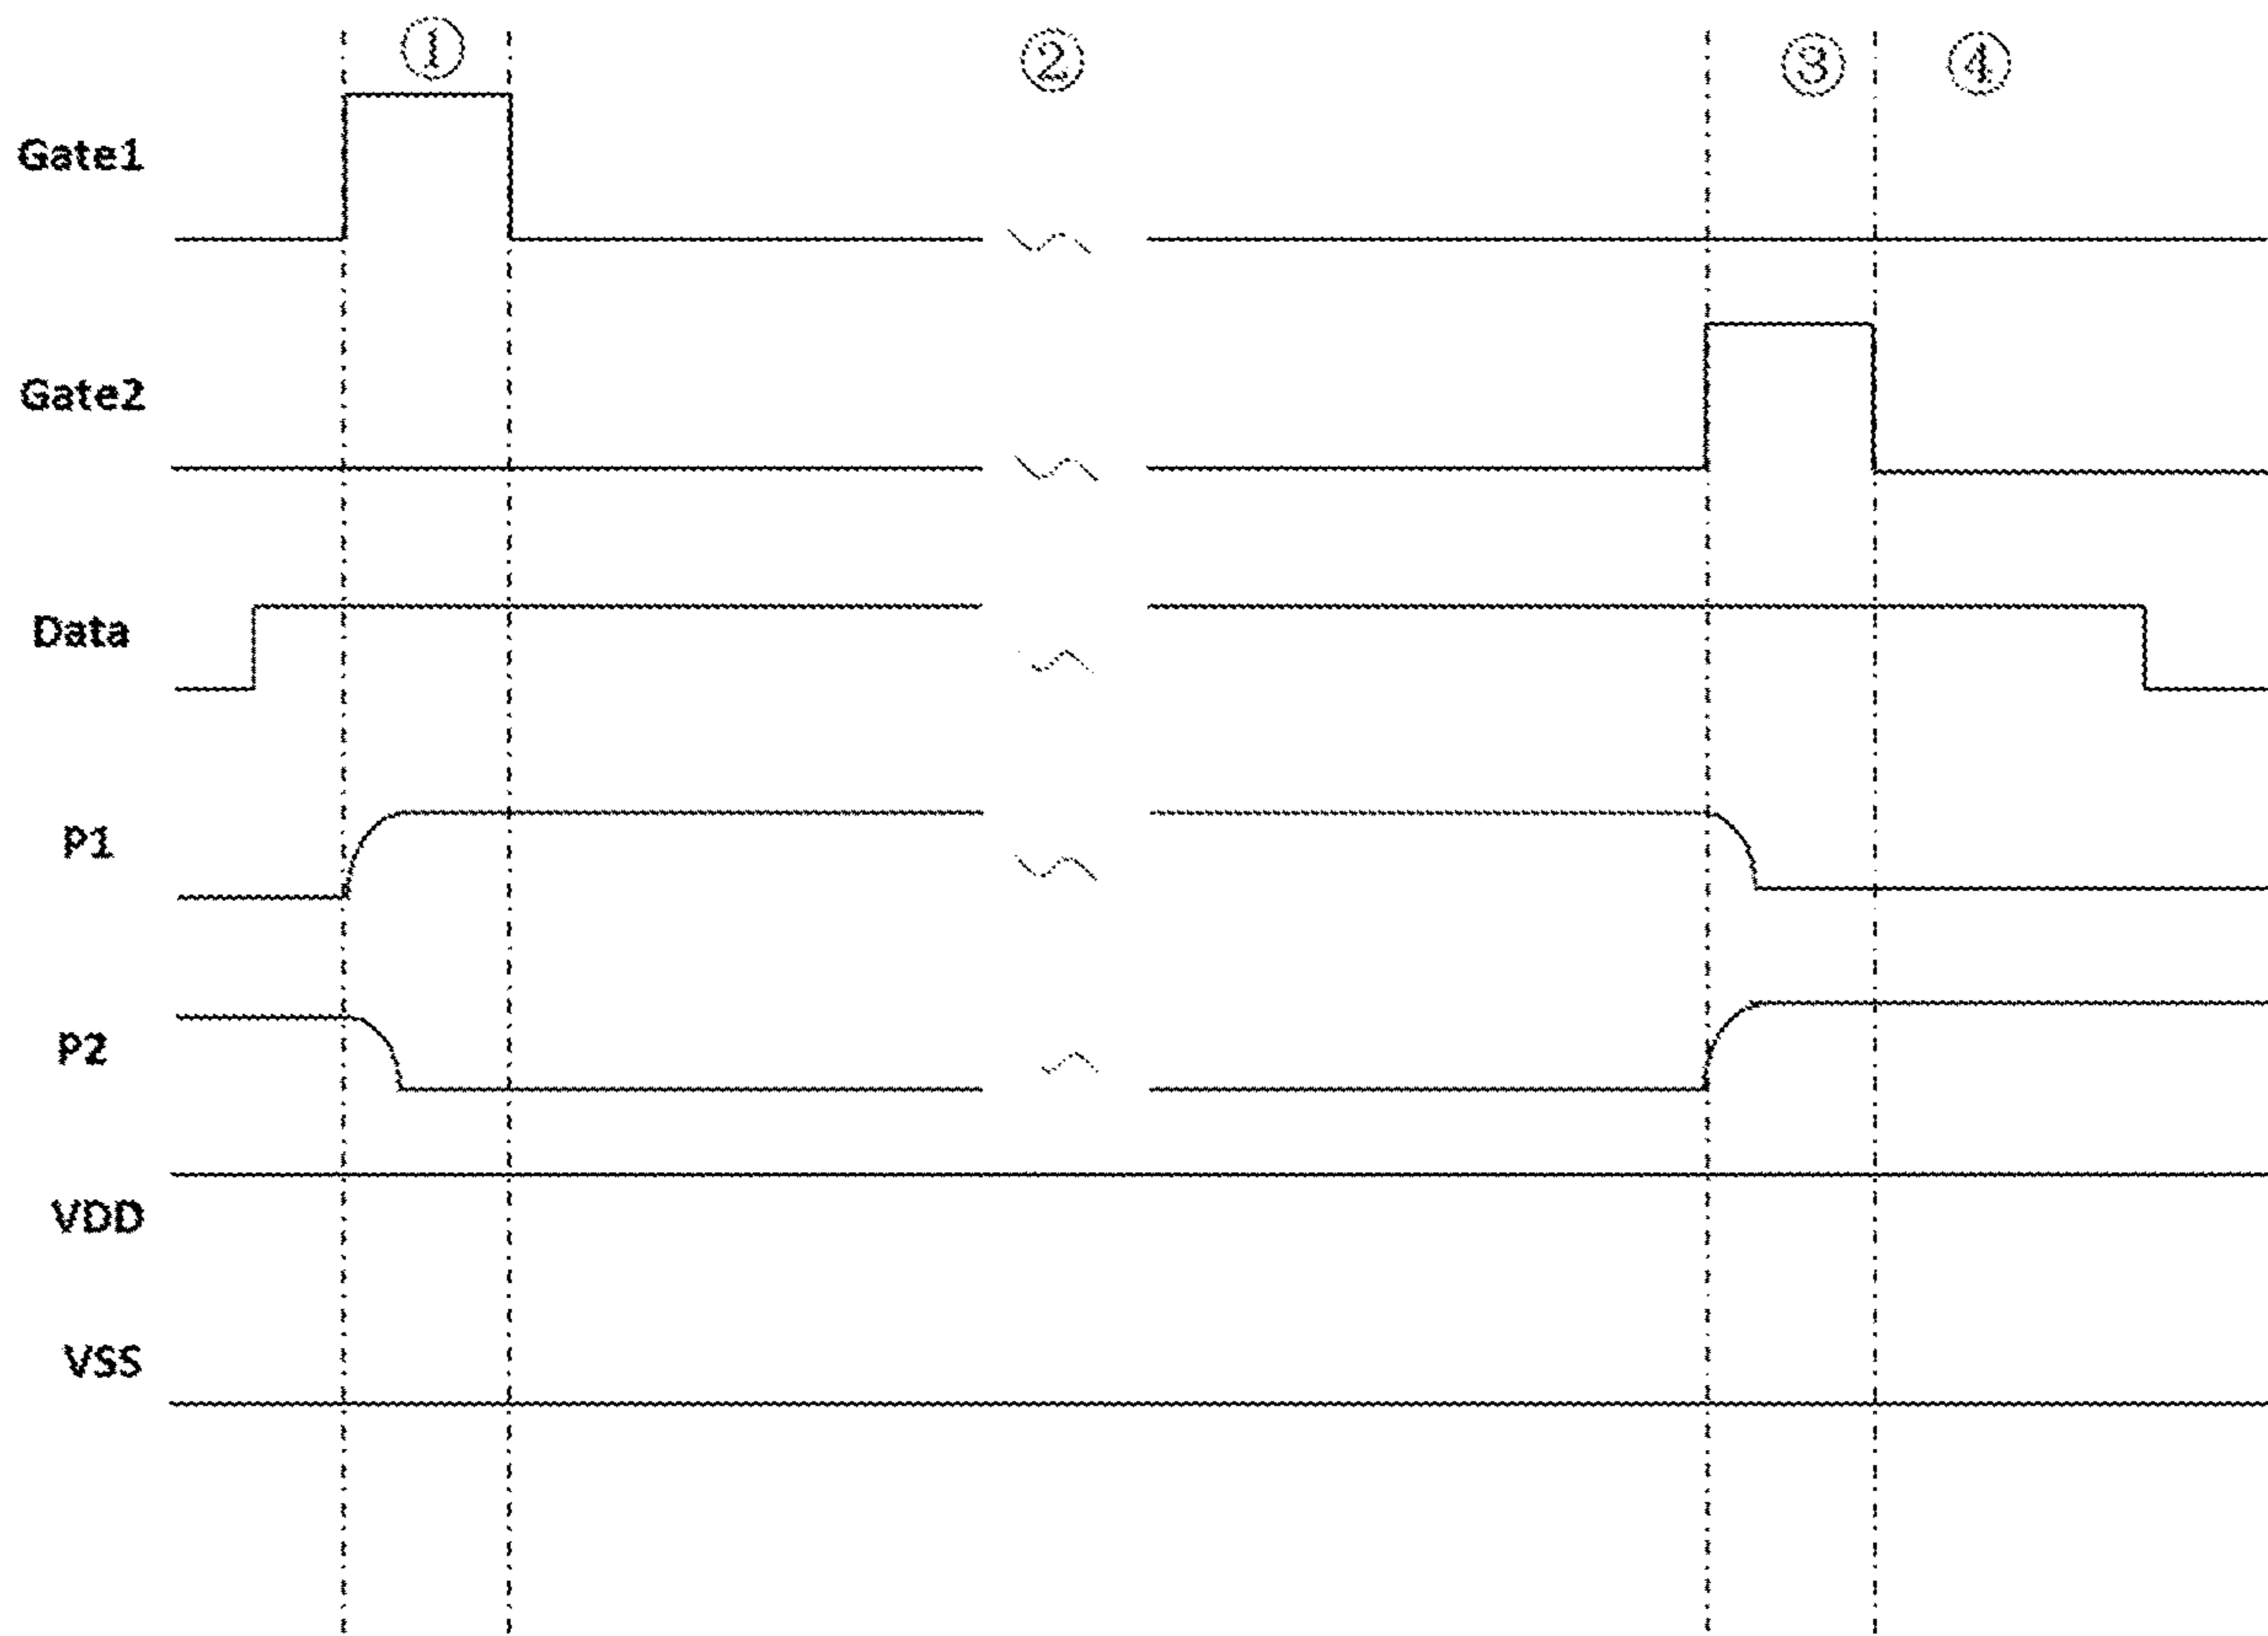 ① ② ③ ④
Gate1
Gate2
Data
P1
P2
VDD
VSS